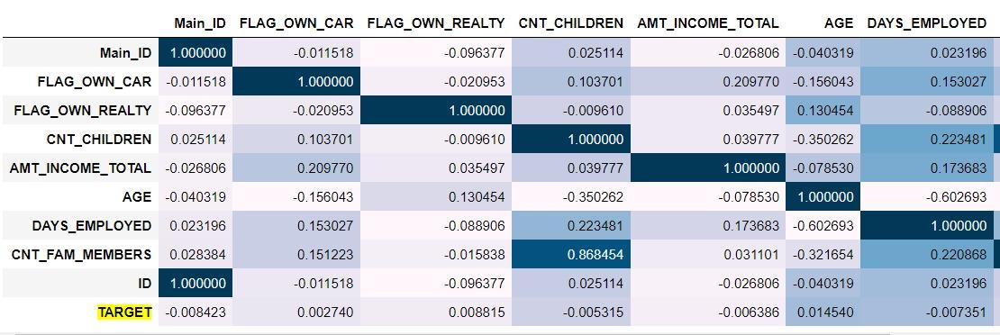 Main_ID FLAG_OWN_CAR FLAG_OWN_REALTY CNT_CHILDREN AMT_INCOME_TOTAL AGE DAYS_EMPLOYED
Main_ID 1.000000 -0.011518 -0.096377 0.025114 -0.026806 -0.040319 0.023196
FLAG_OWN_CAR -0.011518 1.000000 -0.020953 0.103701 0.209770 -0.156043 0.153027
FLAG_OWN_REALTY -0.096377 -0.020953 1.000000 -0.009610 0.035497 0.130454 -0.088906
CNT_CHILDREN 0.025114 0.103701 -0.009610 1.000000 0.039777 -0.350262 0.223481
AMT_INCOME_TOTAL -0.026806 0.209770 0.035497 0.039777 1.000000 -0.078530 0.173683
AGE -0.040319 -0.156043 0.130454 -0.350262 -0.078530 1.000000 -0.602693
DAYS_EMPLOYED 0.023196 0.153027 -0.088906 0.223481 0.173683 -0.602693 1.000000
CNT_FAM_MEMBERS 0.028384 0.151223 -0.015838 0.868454 0.031101 -0.321654 0.220868
ID 1.000000 -0.011518 -0.096377 0.025114 -0.026806 -0.040319 0.023196
TARGET -0.008423 0.002740 0.008815 -0.005315 -0.006386 0.014540 -0.007351